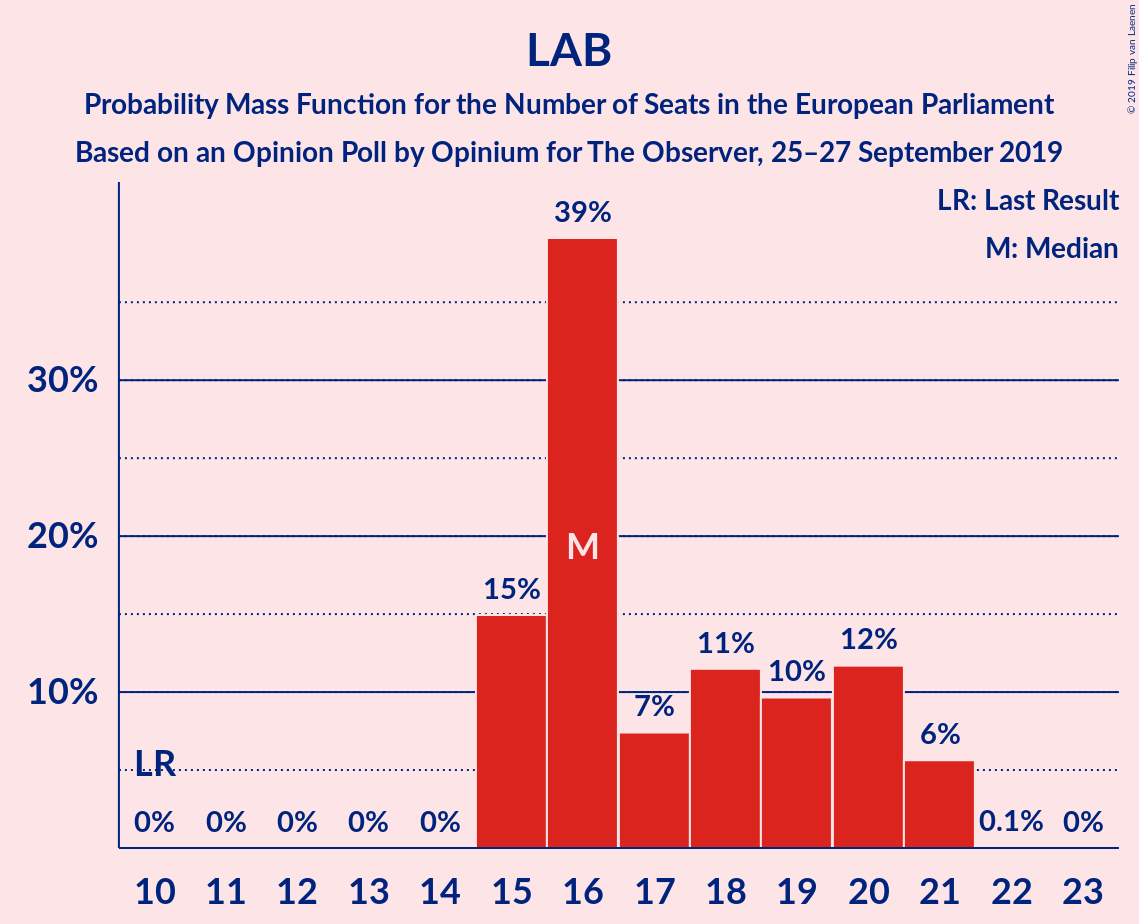 LAB
Probability Mass Function for the Number of Seats in the European Parliament
Based on an Opinion Poll by Opinium for The Observer, 25–27 September 2019
© 2019 Filip van Laenen
LR: Last Result
M: Median
39%
30%
20%
M
15%
12%
11%
10%
10%
7%
6%
LR
0% 0% 0% 0% 0% 0.1% 0%
10 11 12 13 14 15 16 17 18 19 20 21 22 23